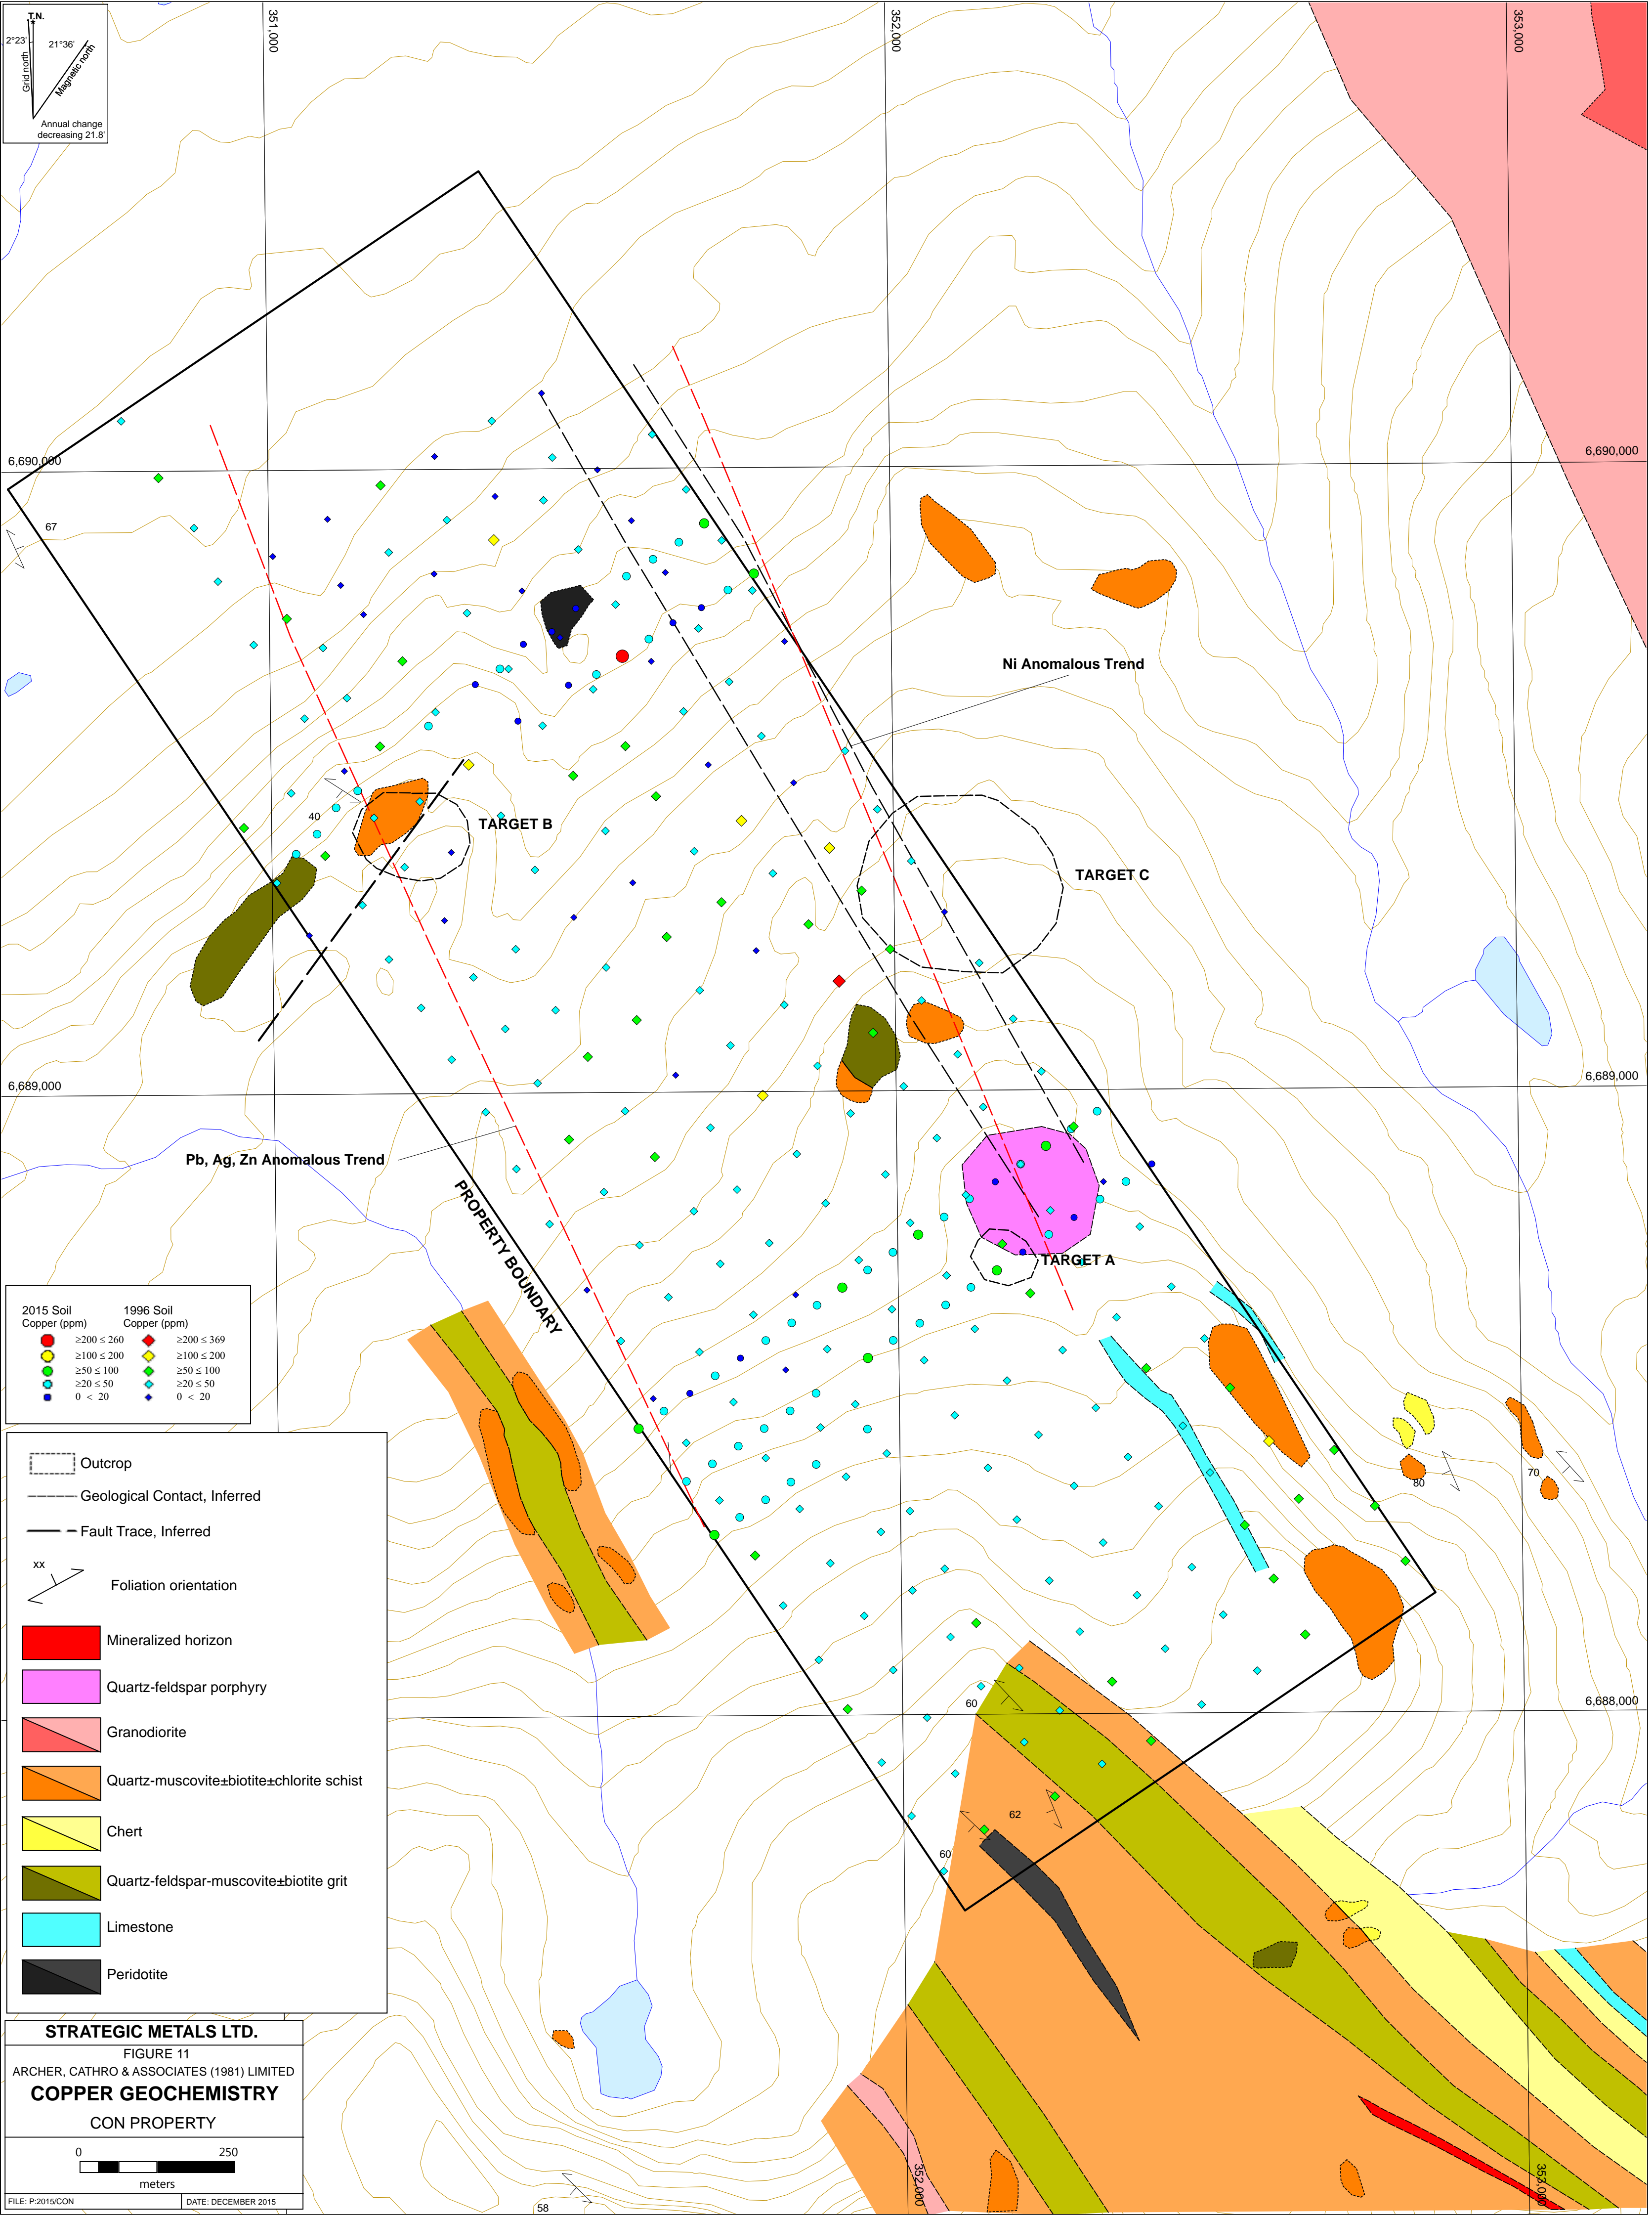 T.N.
2°23'
21°36'
Grid north
Magnetic north
Annual change
decreasing 21.8'
351,000
352,000
353,000
6,690,000
6,690,000
67
Ni Anomalous Trend
40
TARGET B
TARGET C
6,689,000
6,689,000
Pb, Ag, Zn Anomalous Trend
PROPERTY BOUNDARY
TARGET A
2015 Soil
Copper (ppm)
1996 Soil
Copper (ppm)
≥200 ≤ 260
≥200 ≤ 369
≥100 ≤ 200
≥100 ≤ 200
≥50 ≤ 100
≥50 ≤ 100
≥20 ≤ 50
≥20 ≤ 50
0 < 20
0 < 20
80
70
Outcrop
Geological Contact, Inferred
Fault Trace, Inferred
xx
Foliation orientation
Mineralized horizon
Quartz-feldspar porphyry
Granodiorite
Quartz-muscovite±biotite±chlorite schist
Chert
Quartz-feldspar-muscovite±biotite grit
Limestone
Peridotite
60
6,688,000
62
60
STRATEGIC METALS LTD.
FIGURE 11
ARCHER, CATHRO & ASSOCIATES (1981) LIMITED
COPPER GEOCHEMISTRY
CON PROPERTY
0
250
meters
FILE: P:2015/CON
DATE: DECEMBER 2015
58
352,000
353,000